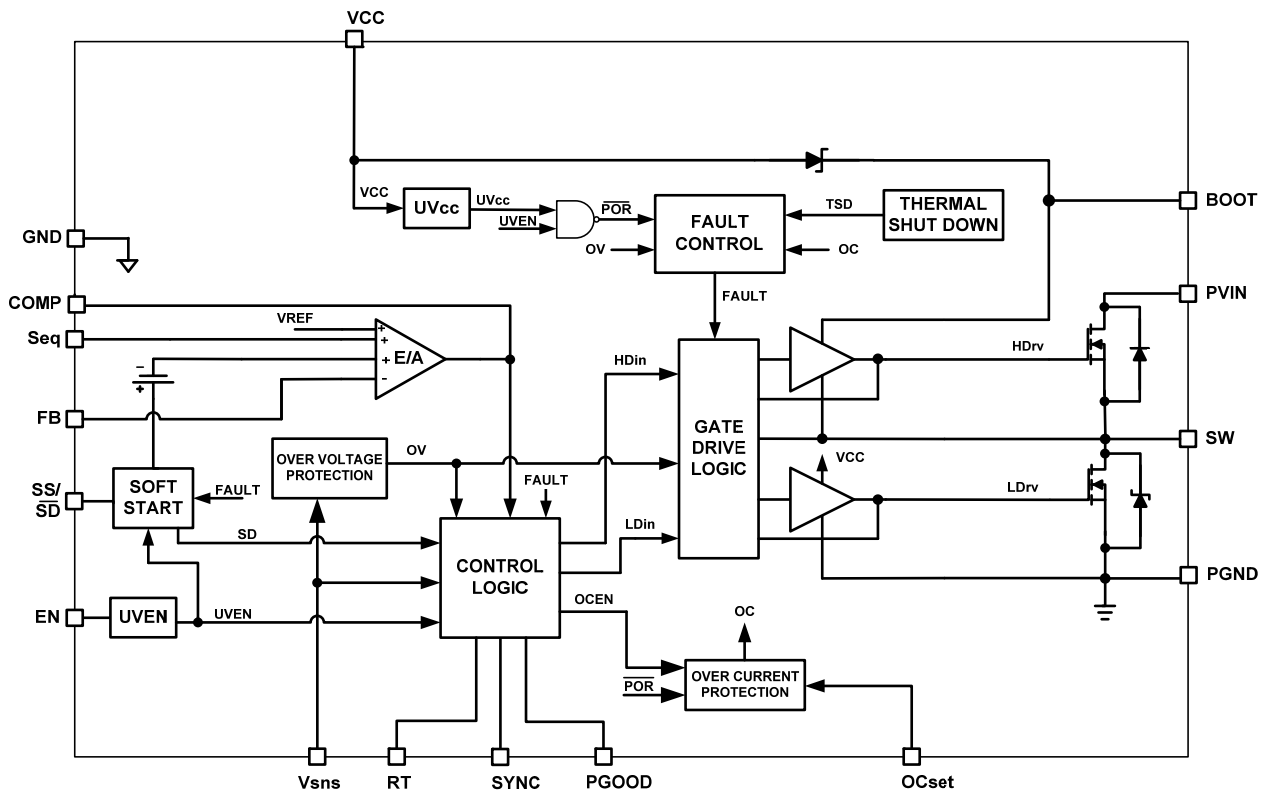 VCC
VCC
UVcc
UVcc
UVEN
POR
OV
FAULT
CONTROL
TSD
THERMAL
SHUT DOWN
OC
BOOT
GND
COMP
Seq
VREF
+
+
+
-
E/A
FAULT
PVIN
HDrv
HDin
–
+
FB
GATE
DRIVE
LOGIC
SW
OVER VOLTAGE
PROTECTION
OV
VCC
SOFT
START
FAULT
FAULT
SS/
SD
LDrv
LDin
SD
CONTROL
LOGIC
PGND
EN
UVEN
UVEN
OCEN
OC
POR
OVER CURRENT
PROTECTION
Vsns
RT
SYNC
PGOOD
OCset